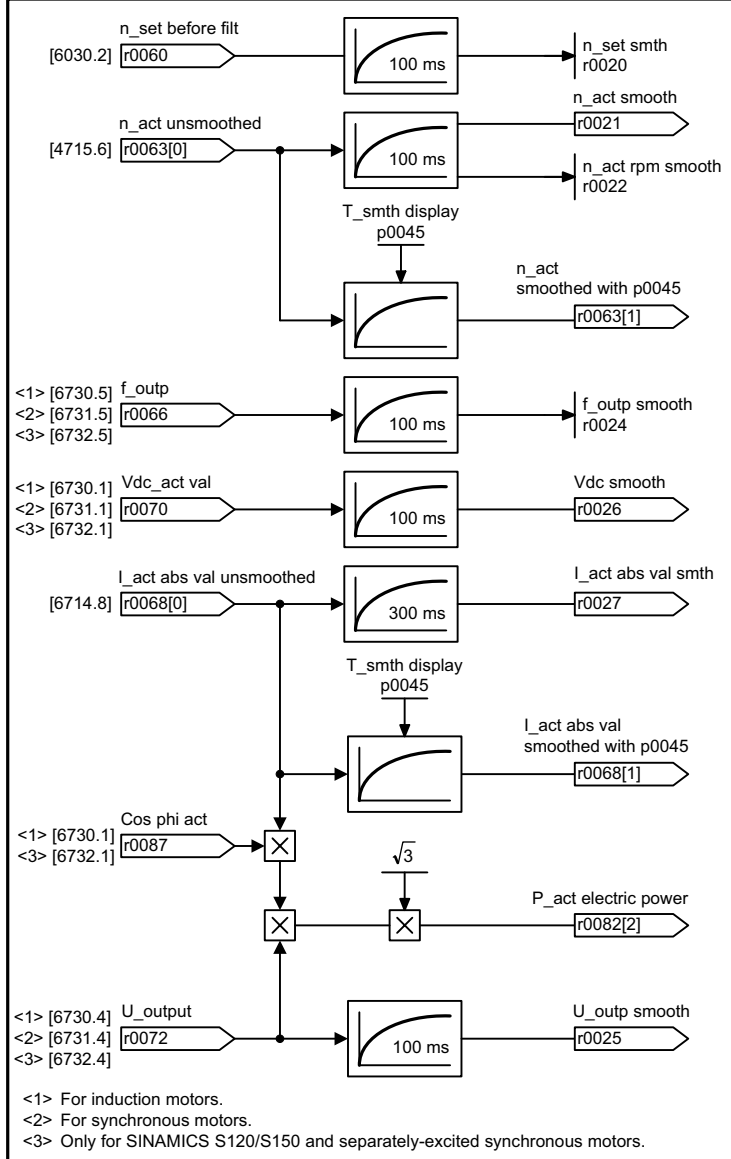 n_set before filt
[6030.2] r0060
100 ms
n_set smth
r0020
n_act unsmoothed
[4715.6] r0063[0]
100 ms
n_act smooth
r0021
n_act rpm smooth
r0022
T_smth display
p0045
n_act
smoothed with p0045
r0063[1]
<1> [6730.5] f_outp
<2> [6731.5] r0066
<3> [6732.5]
100 ms
f_outp smooth
r0024
<1> [6730.1] Vdc_act val
<2> [6731.1] r0070
<3> [6732.1]
100 ms
Vdc smooth
r0026
I_act abs val unsmoothed
[6714.8] r0068[0]
300 ms
I_act abs val smth
r0027
T_smth display
p0045
I_act abs val
smoothed with p0045
r0068[1]
Cos phi act
<1> [6730.1] r0087
<3> [6732.1]
√3
P_act electric power
r0082[2]
<1> [6730.4] U_output
<2> [6731.4] r0072
<3> [6732.4]
100 ms
U_outp smooth
r0025
<1> For induction motors.
<2> For synchronous motors.
<3> Only for SINAMICS S120/S150 and separately-excited synchronous motors.